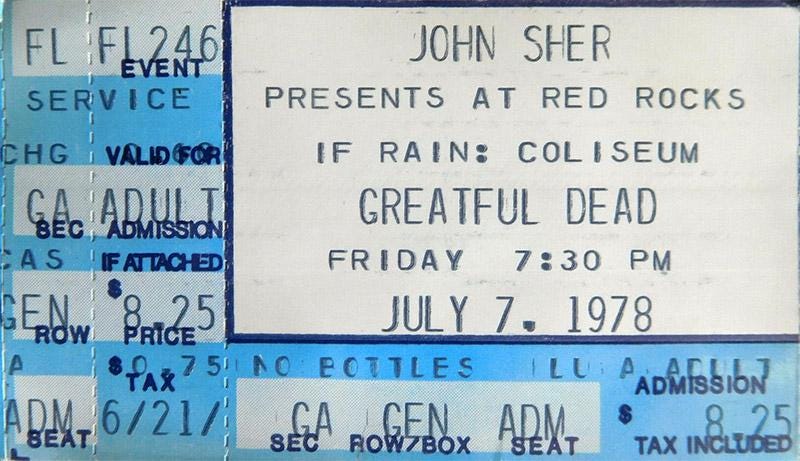 FL FL246
EVENT
SERVICE
CHG VALID FOR
GA ADULT
SEC ADMISSION
CAS IF ATTACHED
GEN $ 8.25
ROW PRICE
A $0.75
TAX
ADM 6/21/
SEAT
JOHN SHER
PRESENTS AT RED ROCKS
IF RAIN: COLISEUM
GREATFUL DEAD
FRIDAY 7:30 PM
JULY 7. 1978
NO BOTTLES ADULT
ADMISSION
GA GEN ADM $ 8.25
SEC ROW/BOX SEAT TAX INCLUDED